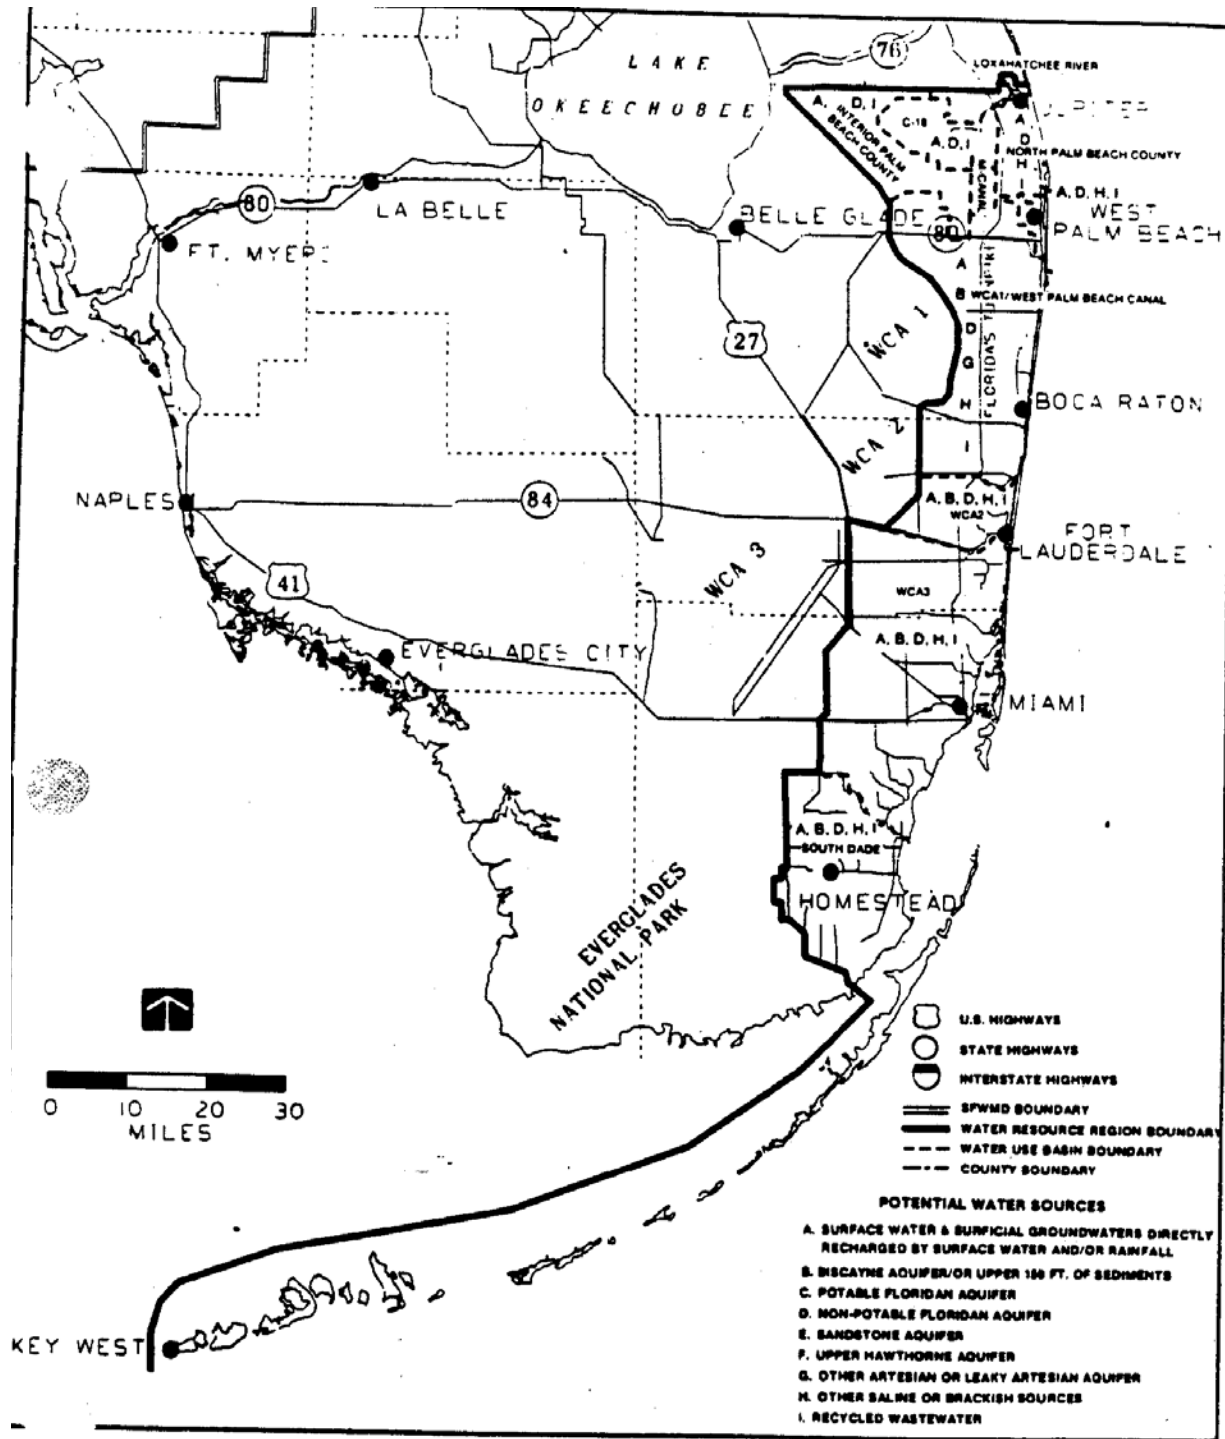 LAKE
OKEECHOBEE
76
LOXAHATCHEE RIVER
JUPITER
A, D, I
INTERIOR PALM
BEACH COUNTY
C-18
A, D, I
A
D
H
NORTH PALM BEACH COUNTY
A, D, H, I
WEST
PALM BEACH
80
LA BELLE
FT. MYERS
BELLE GLADE
80
A
B
D
G
H
I
WCA1/WEST PALM BEACH CANAL
FLORIDA'S TURNPIKE
27
WCA 1
BOCA RATON
WCA 2
NAPLES
84
A, B, D, H, I
WCA2
FORT
LAUDERDALE
41
WCA 3
WCA3
A, B, D, H, I
EVERGLADES CITY
MIAMI
A, B, D, H, I
SOUTH DADE
HOMESTEAD
EVERGLADES
NATIONAL PARK
0 10 20 30
MILES
KEY WEST
U.S. HIGHWAYS
STATE HIGHWAYS
INTERSTATE HIGHWAYS
SFWMD BOUNDARY
WATER RESOURCE REGION BOUNDARY
WATER USE BASIN BOUNDARY
COUNTY BOUNDARY
POTENTIAL WATER SOURCES
A. SURFACE WATER & SURFICIAL GROUNDWATERS DIRECTLY
RECHARGED BY SURFACE WATER AND/OR RAINFALL
B. BISCAYNE AQUIFER/OR UPPER 150 FT. OF SEDIMENTS
C. POTABLE FLORIDAN AQUIFER
D. NON-POTABLE FLORIDAN AQUIFER
E. SANDSTONE AQUIFER
F. UPPER HAWTHORNE AQUIFER
G. OTHER ARTESIAN OR LEAKY ARTESIAN AQUIFER
H. OTHER SALINE OR BRACKISH SOURCES
I. RECYCLED WASTEWATER